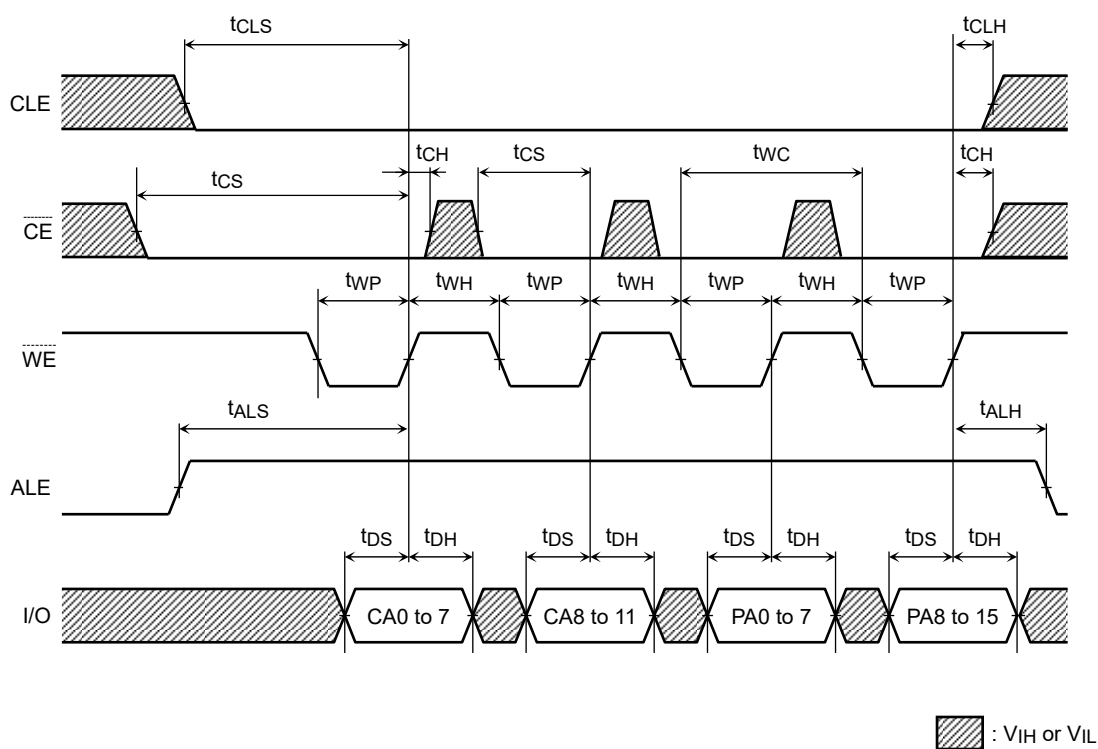 tCLS
tCLH
CLE
tCH
tCS
tWC
tCH
tCS
CE
tWP
tWH
tWP
tWH
tWP
tWH
tWP
WE
tALS
tALH
ALE
tDS
tDH
tDS
tDH
tDS
tDH
tDS
tDH
I/O
CA0 to 7
CA8 to 11
PA0 to 7
PA8 to 15
: VIH or VIL